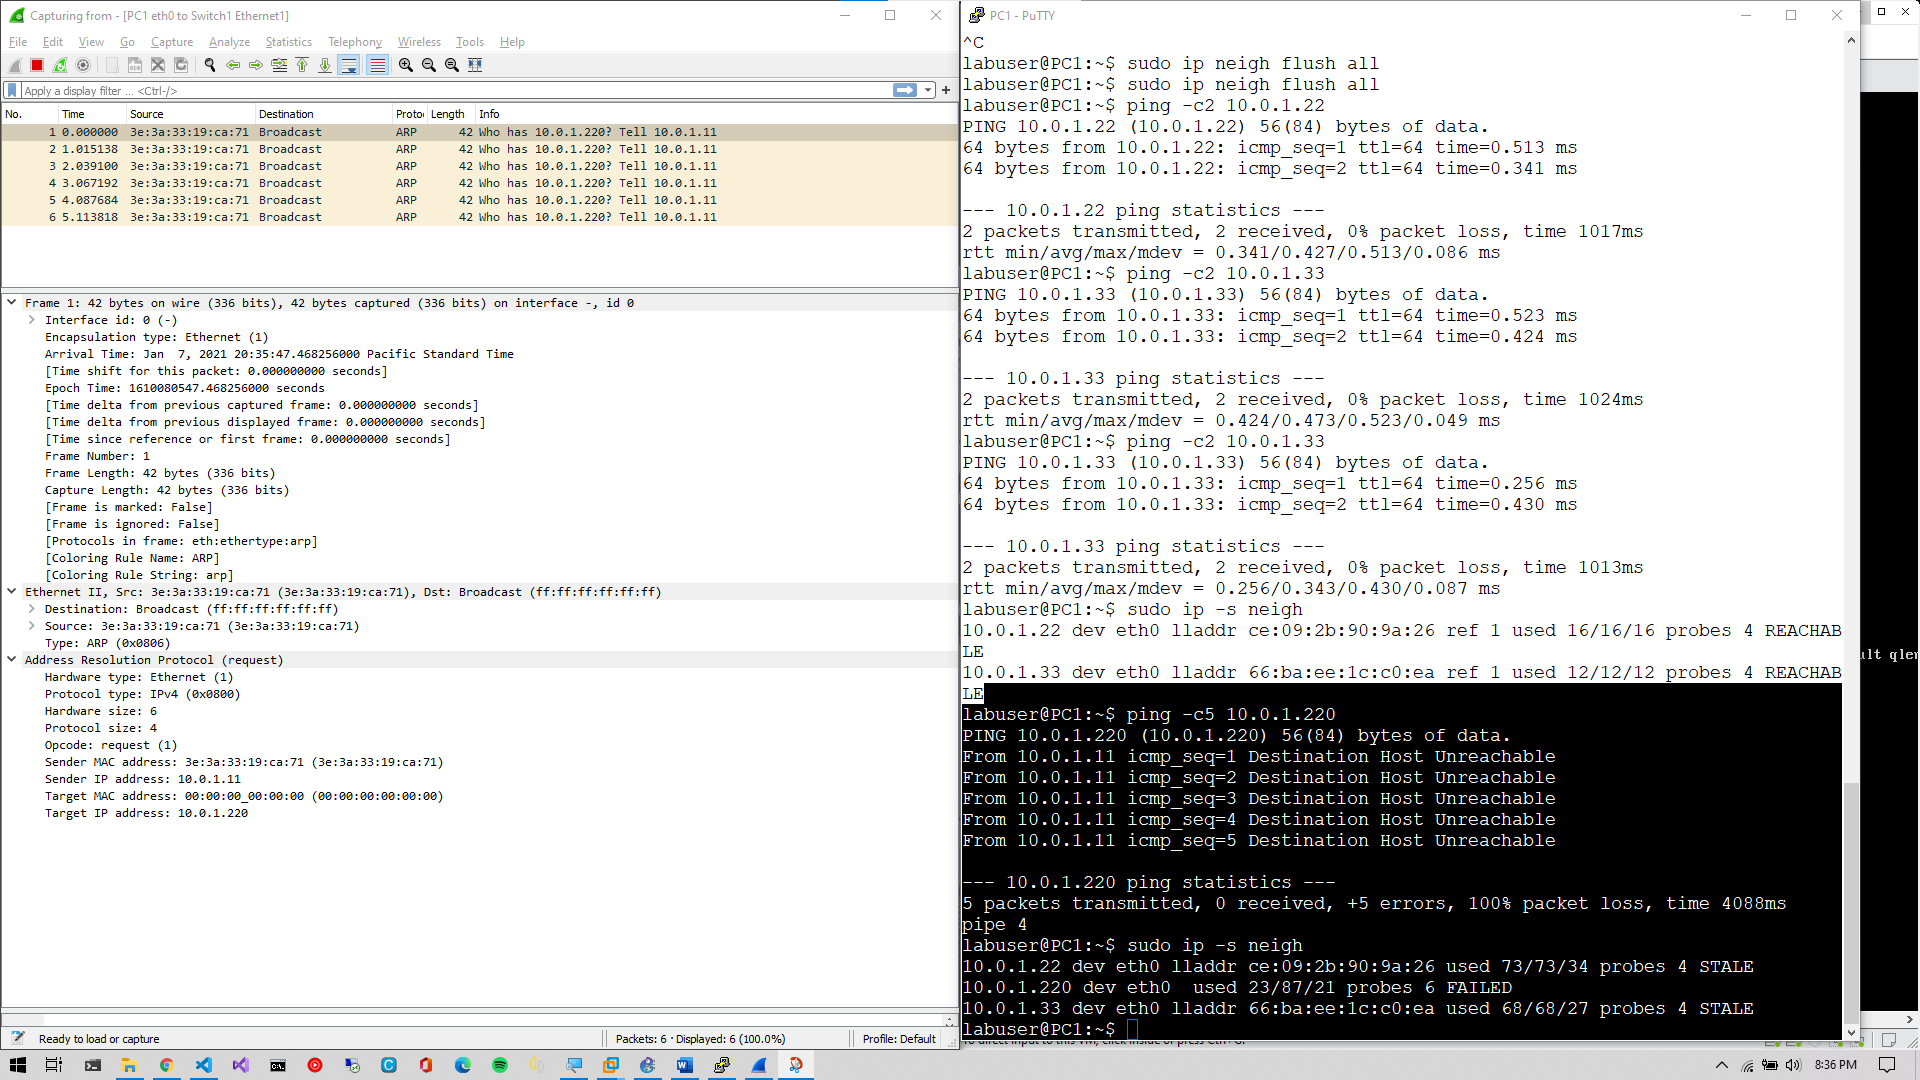 Capturing from - [PC1 eth0 to Switch1 Ethernet1]
File Edit View Go Capture Analyze Statistics Telephony Wireless Tools Help
Apply a display filter ... <Ctrl-/>
No. Time Source Destination Protoc Length Info
1 0.000000 3e:3a:33:19:ca:71 Broadcast ARP 42 Who has 10.0.1.220? Tell 10.0.1.11
2 1.015138 3e:3a:33:19:ca:71 Broadcast ARP 42 Who has 10.0.1.220? Tell 10.0.1.11
3 2.039100 3e:3a:33:19:ca:71 Broadcast ARP 42 Who has 10.0.1.220? Tell 10.0.1.11
4 3.067192 3e:3a:33:19:ca:71 Broadcast ARP 42 Who has 10.0.1.220? Tell 10.0.1.11
5 4.087684 3e:3a:33:19:ca:71 Broadcast ARP 42 Who has 10.0.1.220? Tell 10.0.1.11
6 5.113818 3e:3a:33:19:ca:71 Broadcast ARP 42 Who has 10.0.1.220? Tell 10.0.1.11
Frame 1: 42 bytes on wire (336 bits), 42 bytes captured (336 bits) on interface -, id 0
Interface id: 0 (-)
Encapsulation type: Ethernet (1)
Arrival Time: Jan  7, 2021 20:35:47.468256000 Pacific Standard Time
[Time shift for this packet: 0.000000000 seconds]
Epoch Time: 1610080547.468256000 seconds
[Time delta from previous captured frame: 0.000000000 seconds]
[Time delta from previous displayed frame: 0.000000000 seconds]
[Time since reference or first frame: 0.000000000 seconds]
Frame Number: 1
Frame Length: 42 bytes (336 bits)
Capture Length: 42 bytes (336 bits)
[Frame is marked: False]
[Frame is ignored: False]
[Protocols in frame: eth:ethertype:arp]
[Coloring Rule Name: ARP]
[Coloring Rule String: arp]
Ethernet II, Src: 3e:3a:33:19:ca:71 (3e:3a:33:19:ca:71), Dst: Broadcast (ff:ff:ff:ff:ff:ff)
Destination: Broadcast (ff:ff:ff:ff:ff:ff)
Source: 3e:3a:33:19:ca:71 (3e:3a:33:19:ca:71)
Type: ARP (0x0806)
Address Resolution Protocol (request)
Hardware type: Ethernet (1)
Protocol type: IPv4 (0x0800)
Hardware size: 6
Protocol size: 4
Opcode: request (1)
Sender MAC address: 3e:3a:33:19:ca:71 (3e:3a:33:19:ca:71)
Sender IP address: 10.0.1.11
Target MAC address: 00:00:00_00:00:00 (00:00:00:00:00:00)
Target IP address: 10.0.1.220
Ready to load or capture
Packets: 6 · Displayed: 6 (100.0%)
Profile: Default
PC1 - PuTTY
^C
labuser@PC1:~$ sudo ip neigh flush all
labuser@PC1:~$ sudo ip neigh flush all
labuser@PC1:~$ ping -c2 10.0.1.22
PING 10.0.1.22 (10.0.1.22) 56(84) bytes of data.
64 bytes from 10.0.1.22: icmp_seq=1 ttl=64 time=0.513 ms
64 bytes from 10.0.1.22: icmp_seq=2 ttl=64 time=0.341 ms
--- 10.0.1.22 ping statistics ---
2 packets transmitted, 2 received, 0% packet loss, time 1017ms
rtt min/avg/max/mdev = 0.341/0.427/0.513/0.086 ms
labuser@PC1:~$ ping -c2 10.0.1.33
PING 10.0.1.33 (10.0.1.33) 56(84) bytes of data.
64 bytes from 10.0.1.33: icmp_seq=1 ttl=64 time=0.523 ms
64 bytes from 10.0.1.33: icmp_seq=2 ttl=64 time=0.424 ms
--- 10.0.1.33 ping statistics ---
2 packets transmitted, 2 received, 0% packet loss, time 1024ms
rtt min/avg/max/mdev = 0.424/0.473/0.523/0.049 ms
labuser@PC1:~$ ping -c2 10.0.1.33
PING 10.0.1.33 (10.0.1.33) 56(84) bytes of data.
64 bytes from 10.0.1.33: icmp_seq=1 ttl=64 time=0.256 ms
64 bytes from 10.0.1.33: icmp_seq=2 ttl=64 time=0.430 ms
--- 10.0.1.33 ping statistics ---
2 packets transmitted, 2 received, 0% packet loss, time 1013ms
rtt min/avg/max/mdev = 0.256/0.343/0.430/0.087 ms
labuser@PC1:~$ sudo ip -s neigh
10.0.1.22 dev eth0 lladdr ce:09:2b:90:9a:26 ref 1 used 16/16/16 probes 4 REACHAB
LE
10.0.1.33 dev eth0 lladdr 66:ba:ee:1c:c0:ea ref 1 used 12/12/12 probes 4 REACHAB
LE
labuser@PC1:~$ ping -c5 10.0.1.220
PING 10.0.1.220 (10.0.1.220) 56(84) bytes of data.
From 10.0.1.11 icmp_seq=1 Destination Host Unreachable
From 10.0.1.11 icmp_seq=2 Destination Host Unreachable
From 10.0.1.11 icmp_seq=3 Destination Host Unreachable
From 10.0.1.11 icmp_seq=4 Destination Host Unreachable
From 10.0.1.11 icmp_seq=5 Destination Host Unreachable
--- 10.0.1.220 ping statistics ---
5 packets transmitted, 0 received, +5 errors, 100% packet loss, time 4088ms
pipe 4
labuser@PC1:~$ sudo ip -s neigh
10.0.1.22 dev eth0 lladdr ce:09:2b:90:9a:26 used 73/73/34 probes 4 STALE
10.0.1.220 dev eth0  used 23/87/21 probes 6 FAILED
10.0.1.33 dev eth0 lladdr 66:ba:ee:1c:c0:ea used 68/68/27 probes 4 STALE
labuser@PC1:~$
ult qlen
8:36 PM